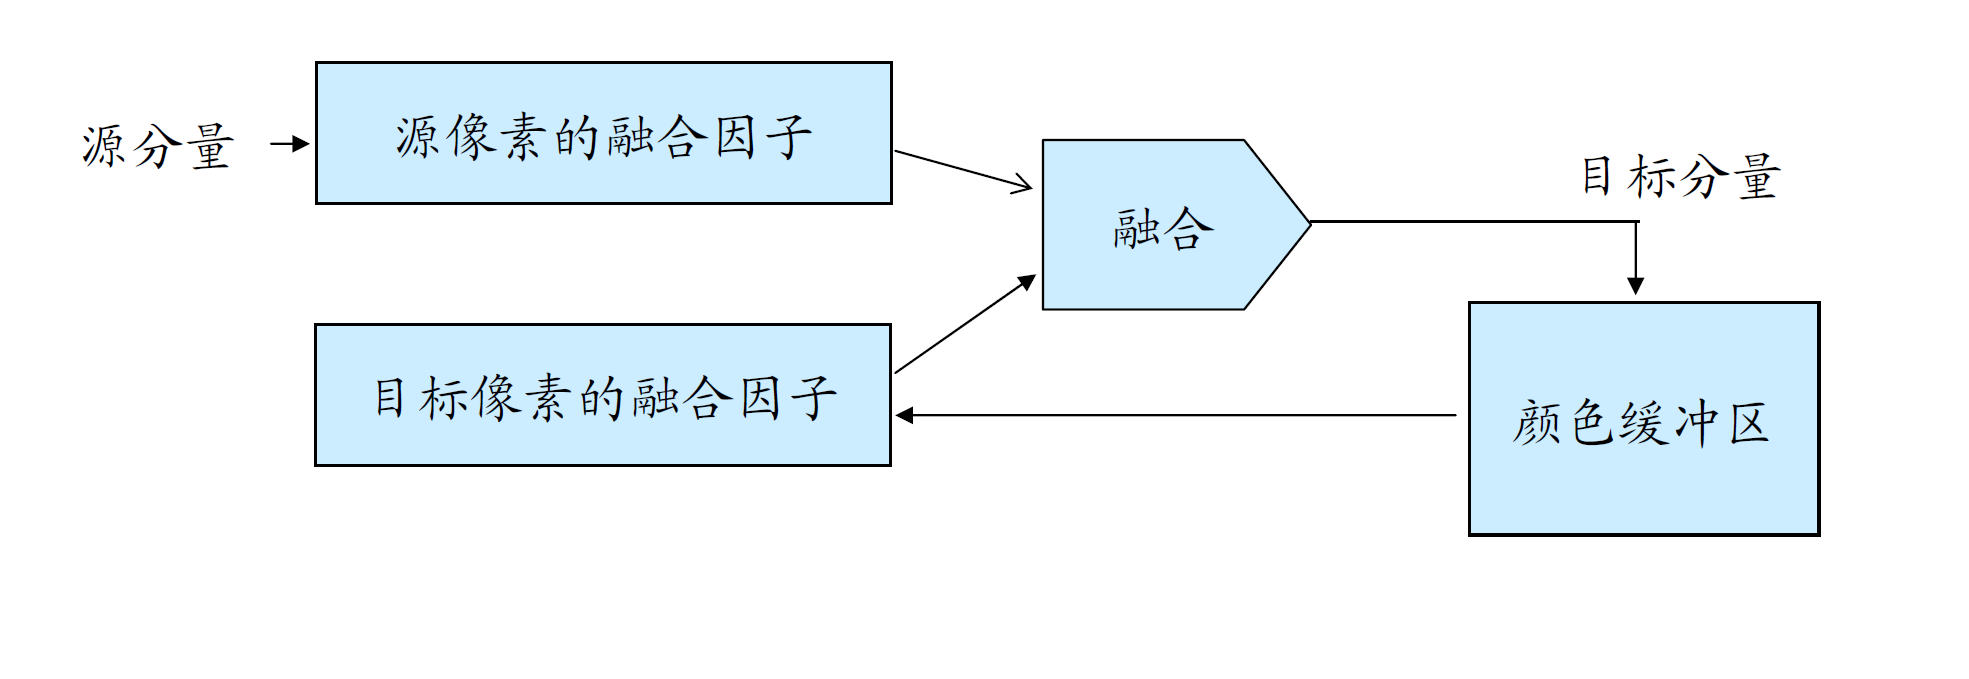 源分量
源像素的融合因子
融合
目标分量
目标像素的融合因子
颜色缓冲区